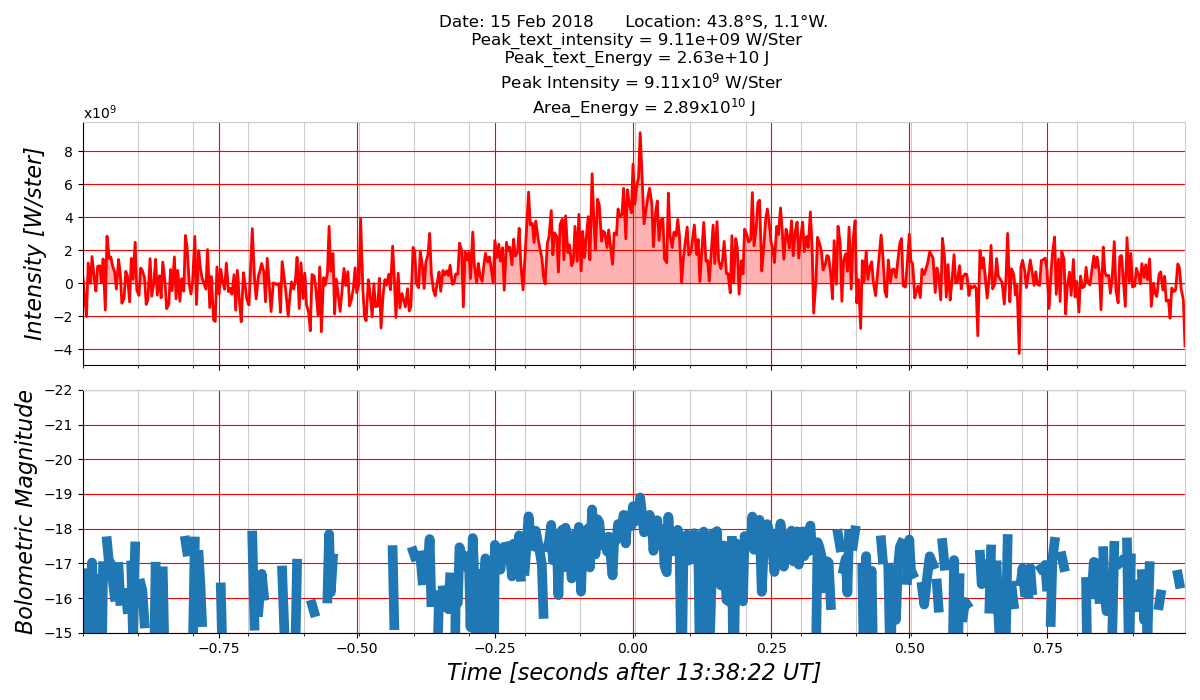 Date: 15 Feb 2018      Location: 43.8°S, 1.1°W.
Peak_text_intensity = 9.11e+09 W/Ster
Peak_text_Energy = 2.63e+10 J
Peak Intensity = 9.11x10⁹ W/Ster
Area_Energy = 2.89x10¹⁰ J
x10⁹
Intensity [W/ster]
8
6
4
2
0
−2
−4
Bolometric Magnitude
−22
−21
−20
−19
−18
−17
−16
−15
−0.75 −0.50 −0.25 0.00 0.25 0.50 0.75
Time [seconds after 13:38:22 UT]